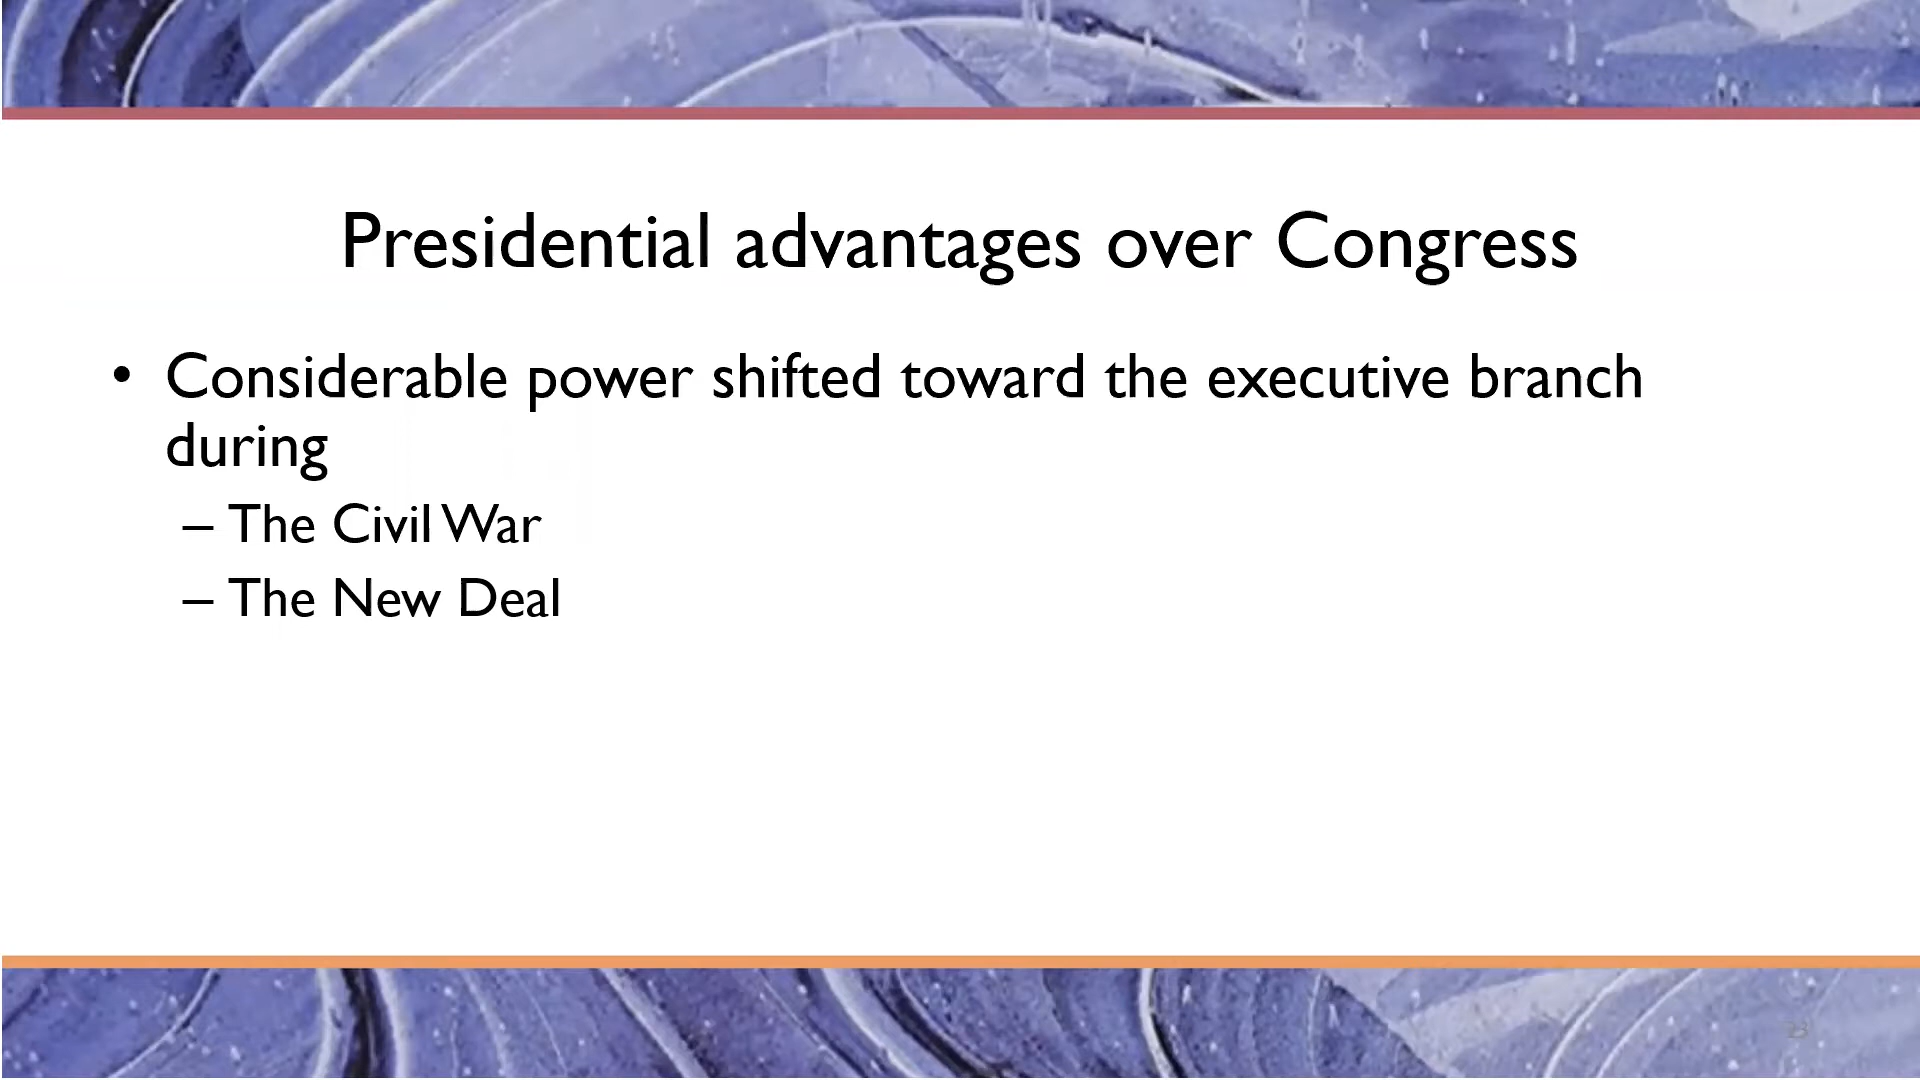 Presidential advantages over Congress
• Considerable power shifted toward the executive branch
during
– The Civil War
– The New Deal